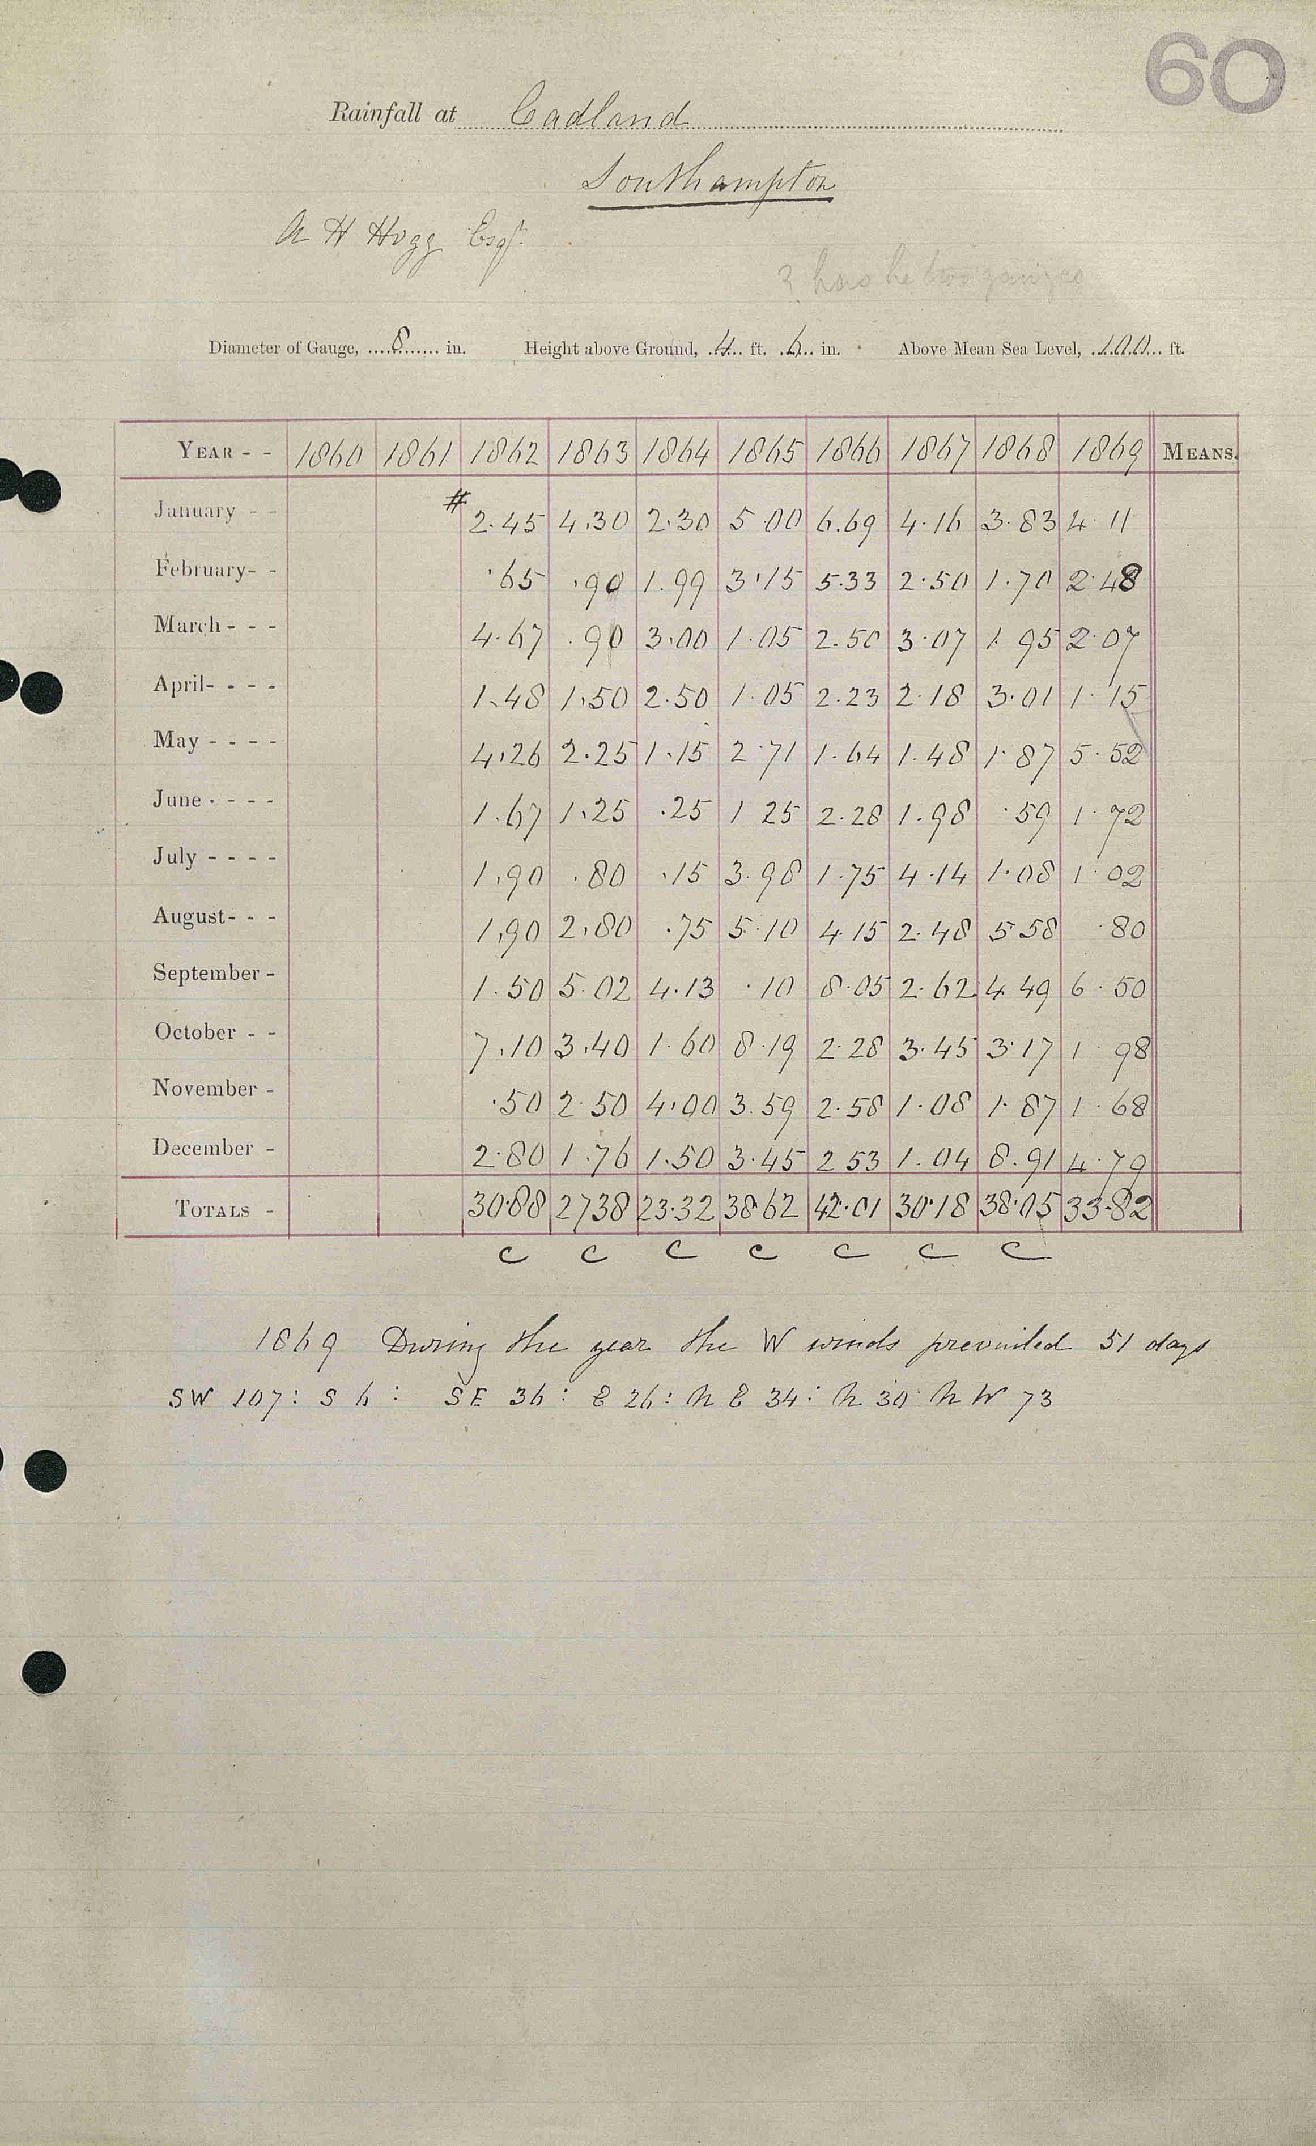 60
Rainfall at Cadland
Southampton
A H Hogg Esqr.
? has he two gauges
Diameter of Gauge, 8 in. Height above Ground, 4 ft. 6 in. Above Mean Sea Level, 100 ft.
YEAR - - 1860 1861 1862 1863 1864 1865 1866 1867 1868 1869 MEANS.
January - - # 2.45 4.30 2.30 5 00 6.69 4.16 3.83 4 11
February- - .65 .90 1.99 3.15 5.33 2.50 1.70 2.48
March - - - 4.67 .90 3.00 1.05 2.50 3.07 1.95 2.07
April- - - - 1.48 1.50 2.50 1.05 2.23 2.18 3.01 1.15
May - - - - 4.26 2.25 1.15 2.71 1.64 1.48 1.87 5.52
June - - - - 1.67 1.25 .25 1 25 2.28 1.98 .59 1.72
July - - - - 1.90 .80 .15 3.98 1.75 4.14 1.08 1.02
August- - - 1.90 2.80 .75 5.10 4.15 2.48 5.58 .80
September - 1.50 5.02 4.13 .10 8.05 2.62 4.49 6.50
October - - 7.10 3.40 1.60 8.19 2.28 3.45 3.17 1 98
November - .50 2.50 4.00 3.59 2.58 1.08 1.87 1.68
December - 2.80 1.76 1.50 3.45 2 53 1.04 8.91 4.79
TOTALS - 30.88 2738 23.32 38 62 42.01 30.18 38.05 33.82
c c c c c c c
1869 During the year the W winds prevailed 51 days
SW 107: S 6: SE 36: E 26: N E 34: N 30: N W 73